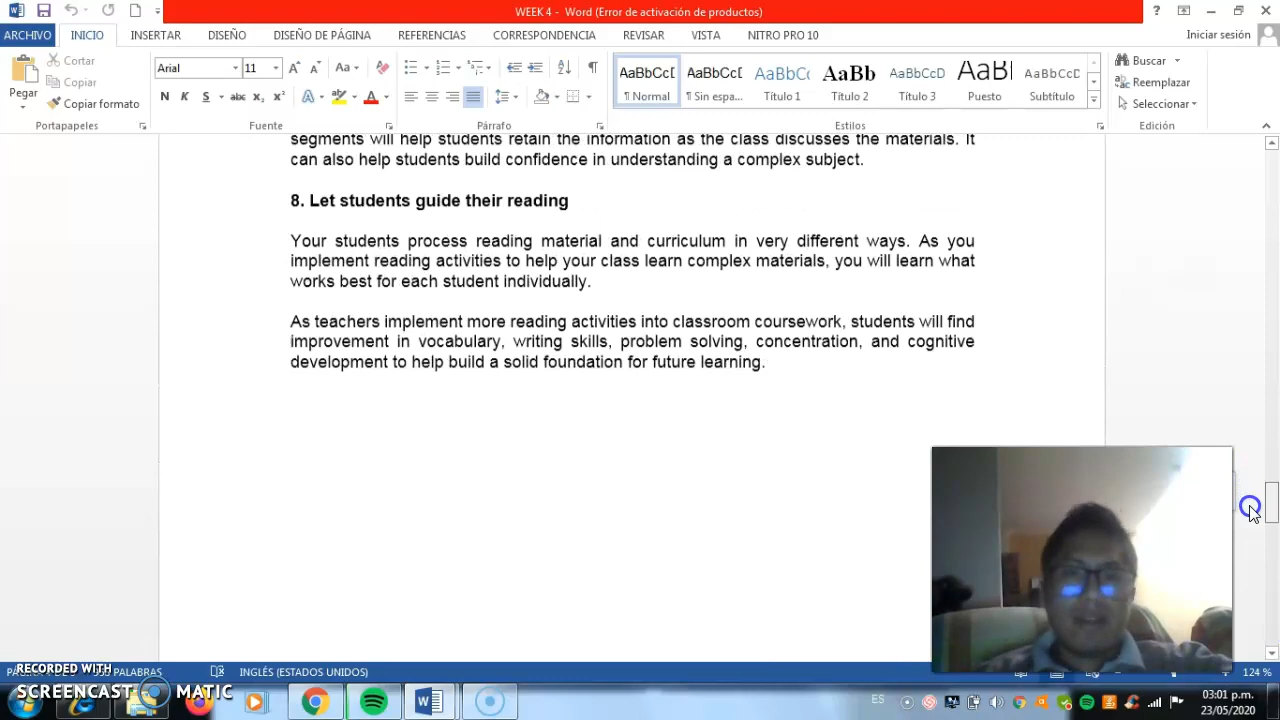 WEEK 4 - Word (Error de activación de productos)
ARCHIVO INICIO INSERTAR DISEÑO DISEÑO DE PÁGINA REFERENCIAS CORRESPONDENCIA REVISAR VISTA NITRO PRO 10 Iniciar sesión
Pegar
Cortar
Copiar
Copiar formato
Portapapeles
Arial 11
N K S abc x₂ x²
Fuente
Párrafo
AaBbCcD AaBbCcD AaBbCc AaBb AaBbCcD AaBl AaBbCcD
¶ Normal ¶ Sin espa... Título 1 Título 2 Título 3 Puesto Subtítulo
Estilos
Buscar
Reemplazar
Seleccionar
Edición
segments will help students retain the information as the class discusses the materials. It
can also help students build confidence in understanding a complex subject.
8. Let students guide their reading
Your students process reading material and curriculum in very different ways. As you
implement reading activities to help your class learn complex materials, you will learn what
works best for each student individually.
As teachers implement more reading activities into classroom coursework, students will find
improvement in vocabulary, writing skills, problem solving, concentration, and cognitive
development to help build a solid foundation for future learning.
PALABRAS INGLÉS (ESTADOS UNIDOS) 124 %
RECORDED WITH
SCREENCAST MATIC
ES
03:01 p.m.
23/05/2020